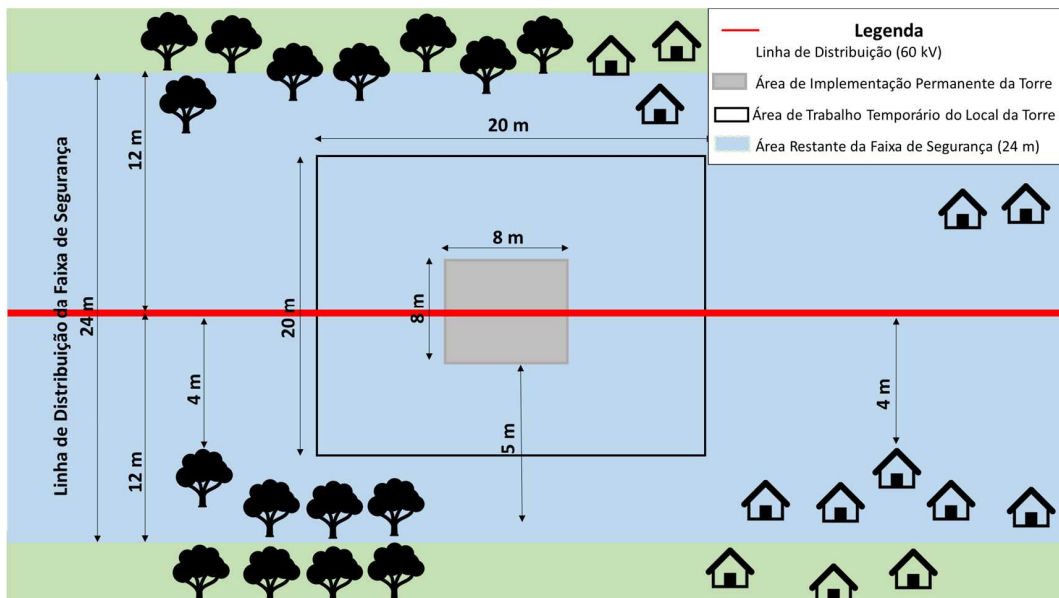 Legenda
Linha de Distribuição (60 kV)
Área de Implementação Permanente da Torre
Área de Trabalho Temporário do Local da Torre
Área Restante da Faixa de Segurança (24 m)
Linha de Distribuição da Faixa de Segurança
24 m
12 m
12 m
4 m
20 m
20 m
8 m
8 m
5 m
4 m